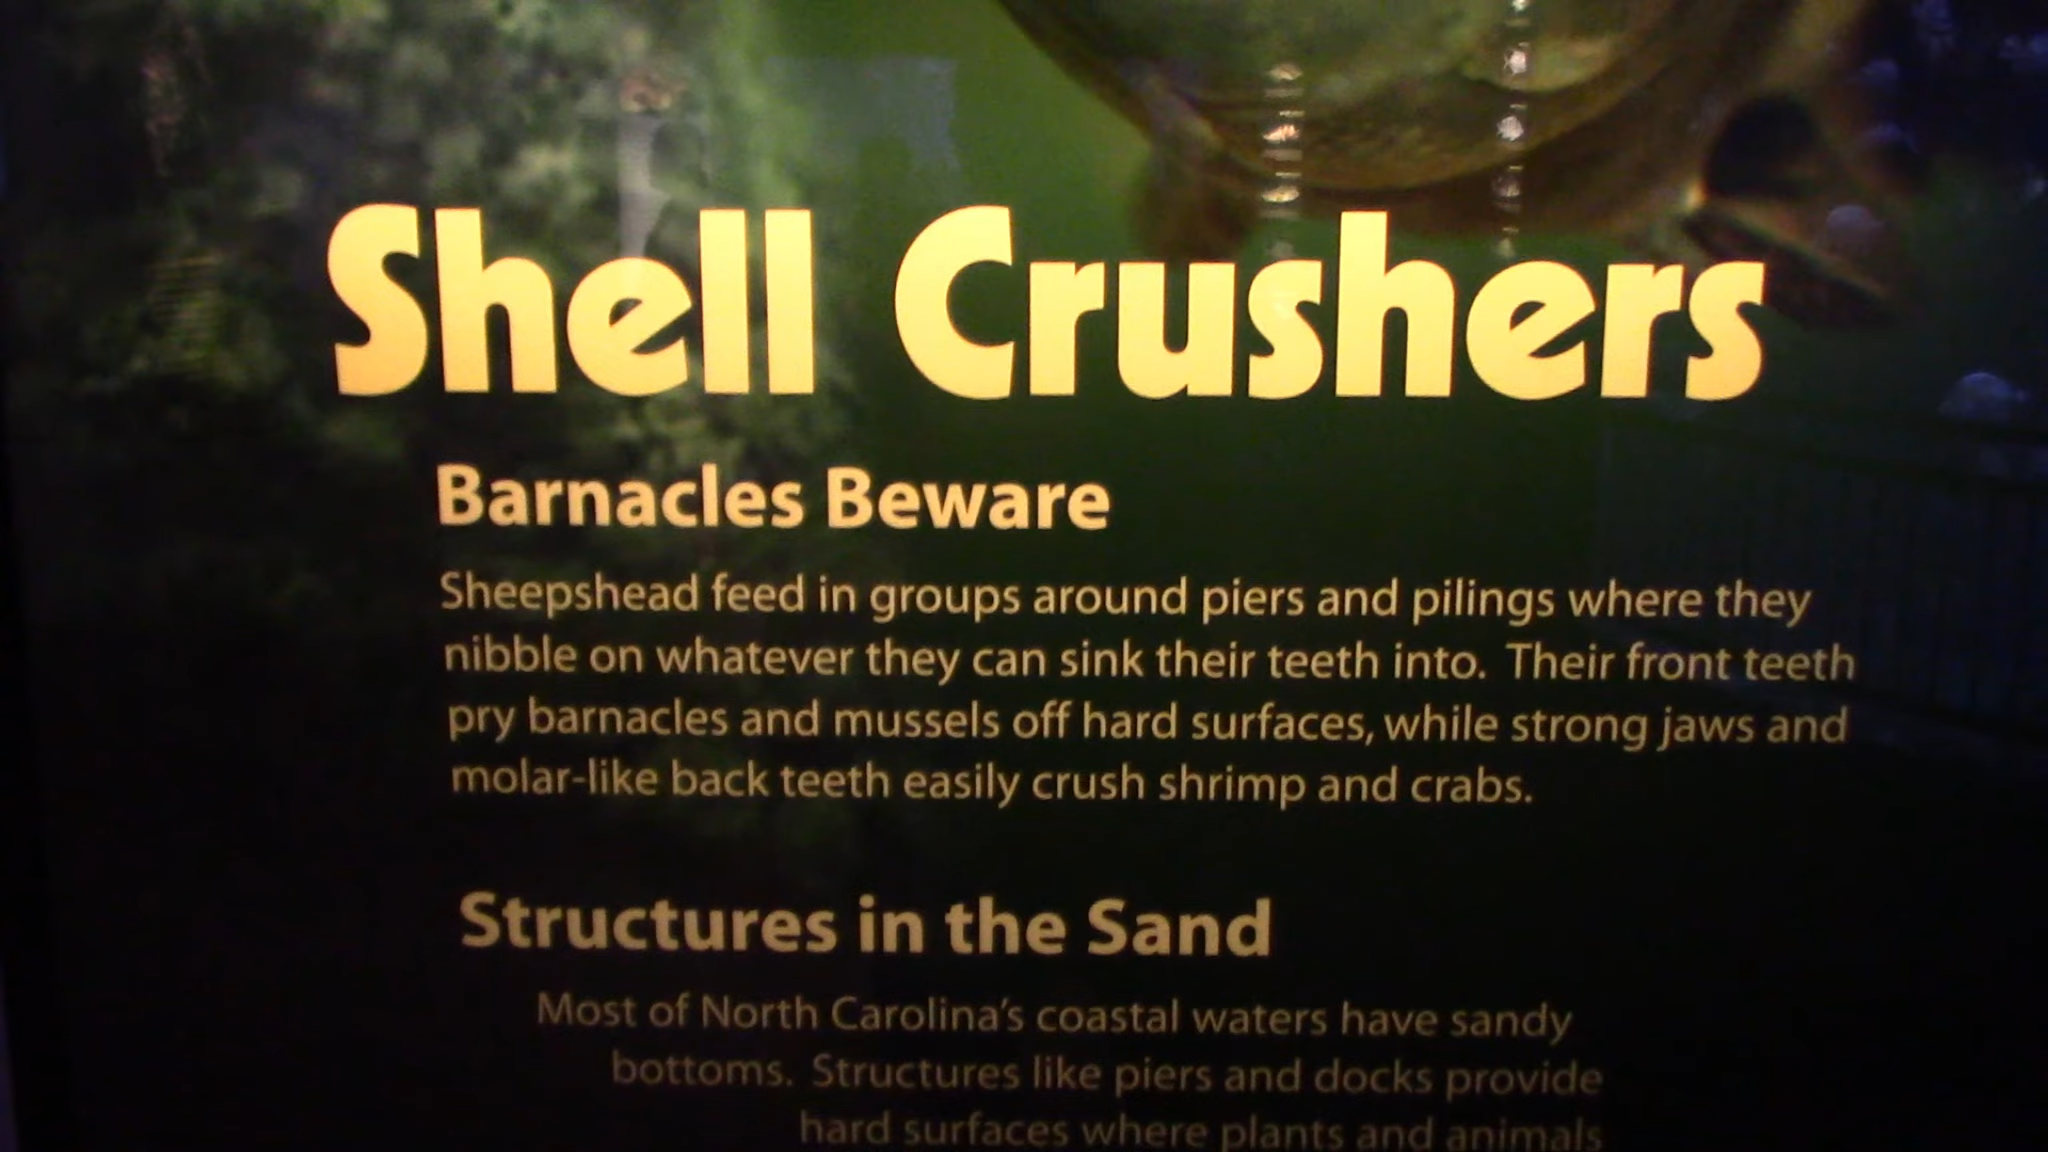 Shell Crushers
Barnacles Beware
Sheepshead feed in groups around piers and pilings where they
nibble on whatever they can sink their teeth into. Their front teeth
pry barnacles and mussels off hard surfaces, while strong jaws and
molar-like back teeth easily crush shrimp and crabs.
Structures in the Sand
Most of North Carolina's coastal waters have sandy
bottoms. Structures like piers and docks provide
hard surfaces where plants and animals